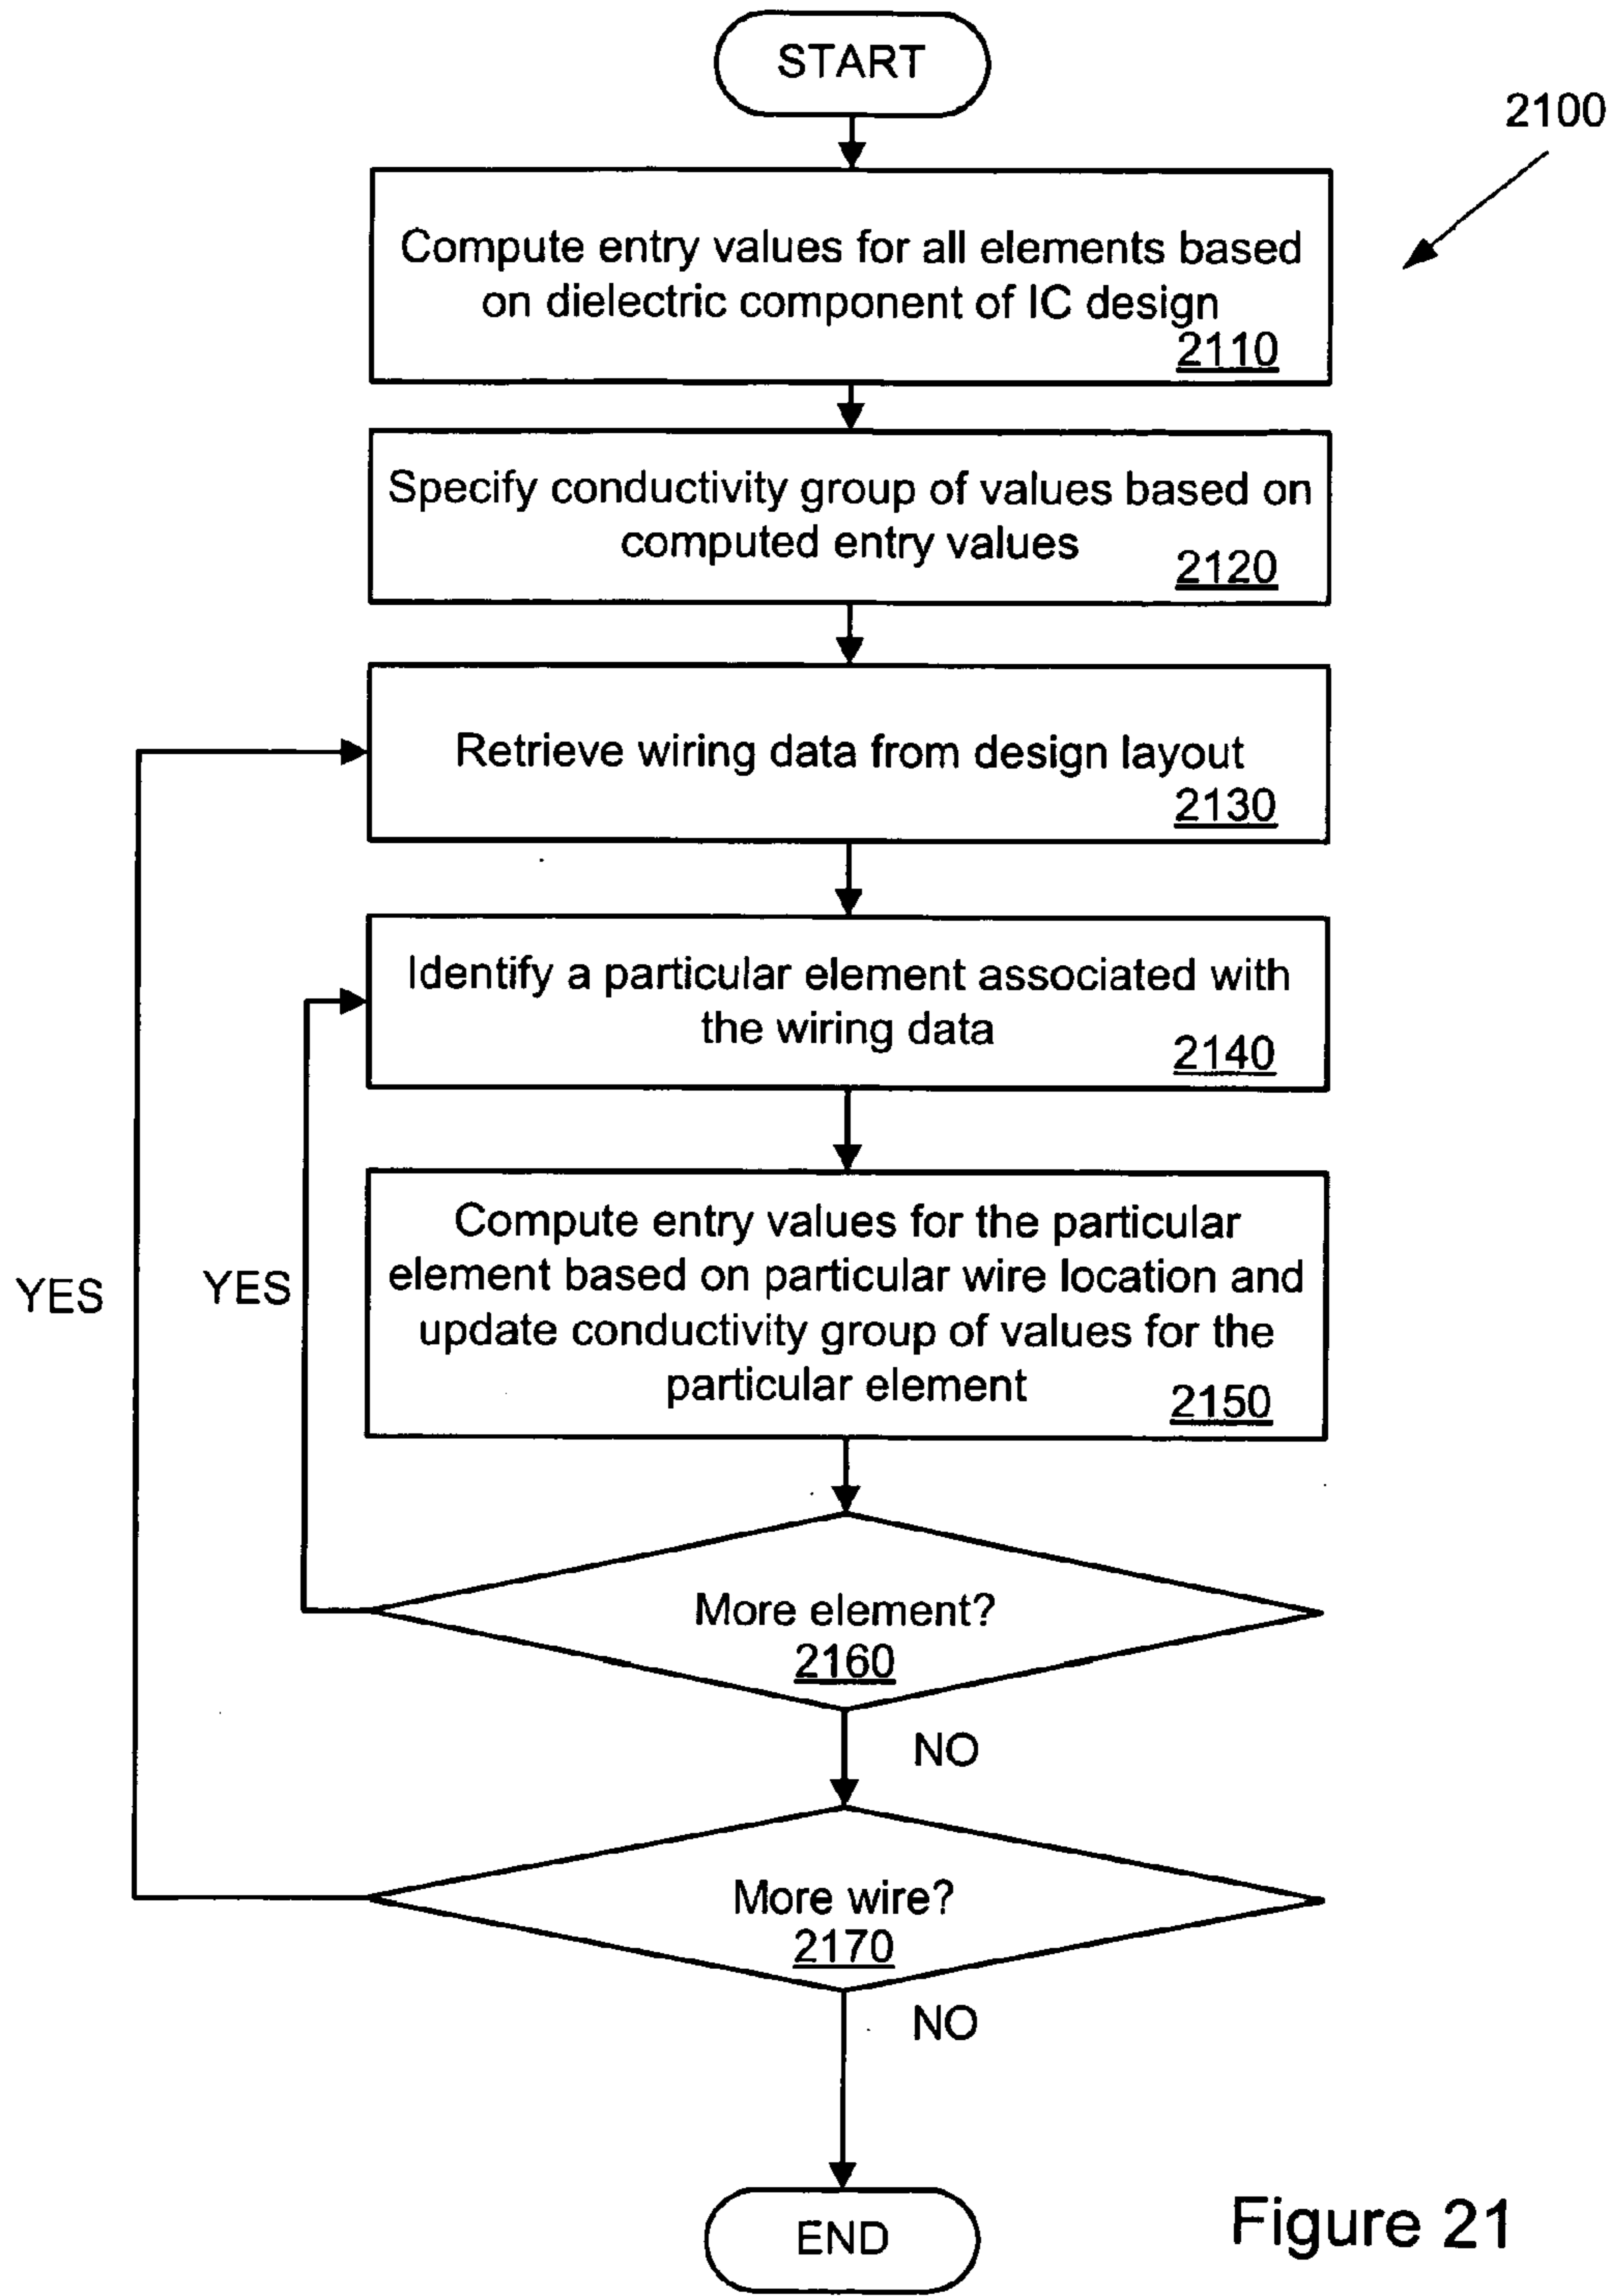 START
2100
Compute entry values for all elements based
on dielectric component of IC design
2110
Specify conductivity group of values based on
computed entry values
2120
Retrieve wiring data from design layout
2130
Identify a particular element associated with
the wiring data
2140
Compute entry values for the particular
element based on particular wire location and
update conductivity group of values for the
particular element
2150
YES
YES
More element?
2160
NO
More wire?
2170
NO
END
Figure 21